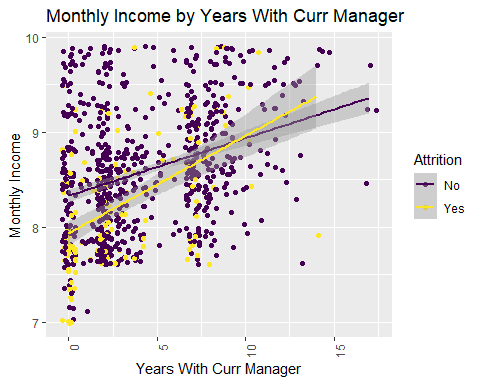 Monthly Income by Years With Curr Manager
10
9
8
7
Monthly Income
0
5
10
15
Years With Curr Manager
Attrition
No
Yes